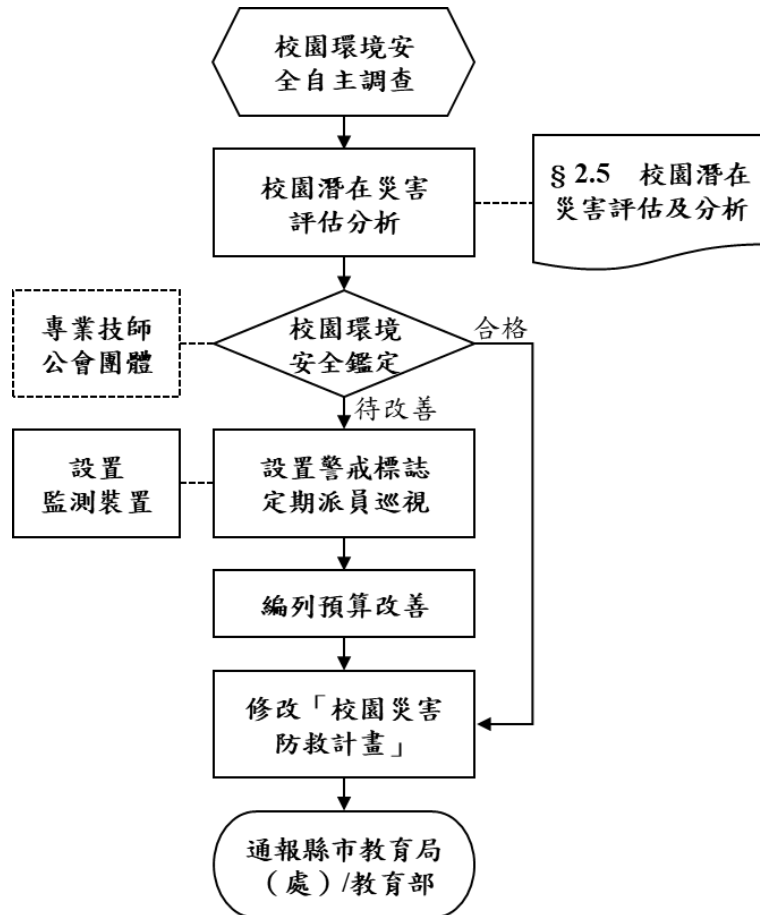 校園環境安
全自主調查
校園潛在災害
評估分析
§ 2.5 校園潛在
災害評估及分析
專業技師
公會團體
校園環境
安全鑑定
合格
待改善
設置
監測裝置
設置警戒標誌
定期派員巡視
編列預算改善
修改「校園災害
防救計畫」
通報縣市教育局
（處）/教育部